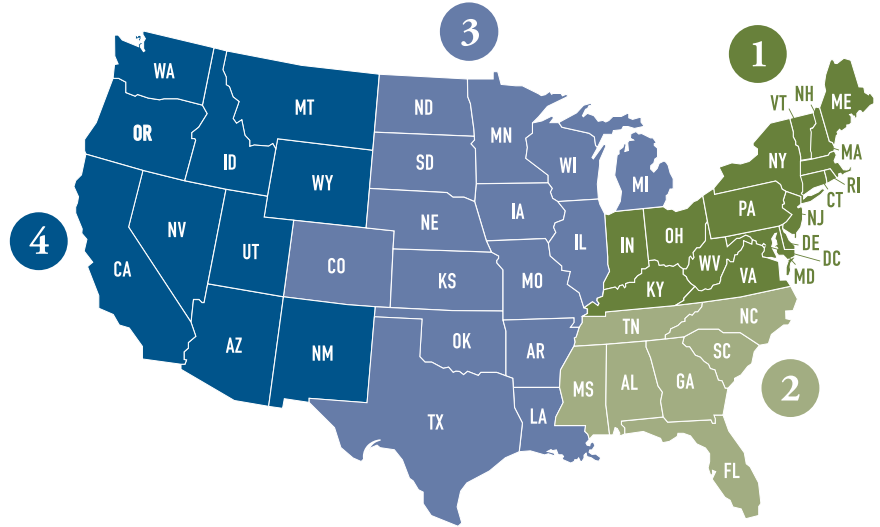 3
1
WA
MT
ND
MN
VT
NH
ME
OR
ID
SD
WI
MI
NY
MA
WY
RI
CT
NV
NE
IA
PA
NJ
4
UT
CO
IL
IN
OH
DE
DC
CA
KS
MO
WV
MD
KY
VA
NC
TN
AZ
NM
OK
AR
SC
2
MS
AL
GA
TX
LA
FL